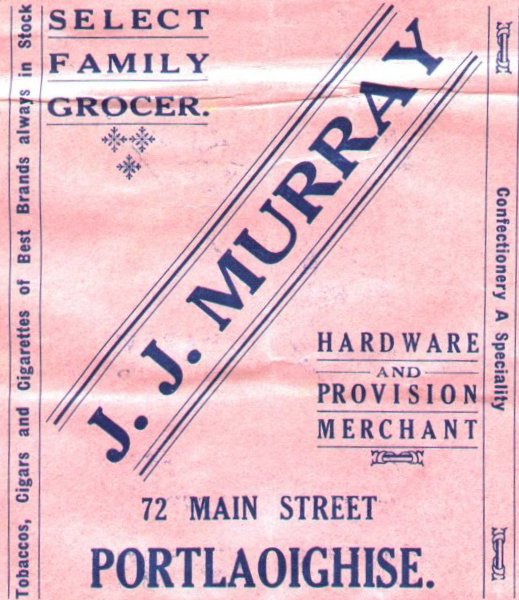 SELECT
FAMILY
GROCER.
J. J. MURRAY
HARDWARE
AND
PROVISION
MERCHANT
72 MAIN STREET
PORTLAOIGHISE.
Tobaccos, Cigars and Cigarettes of Best Brands always in Stock
Confectionery A Speciality